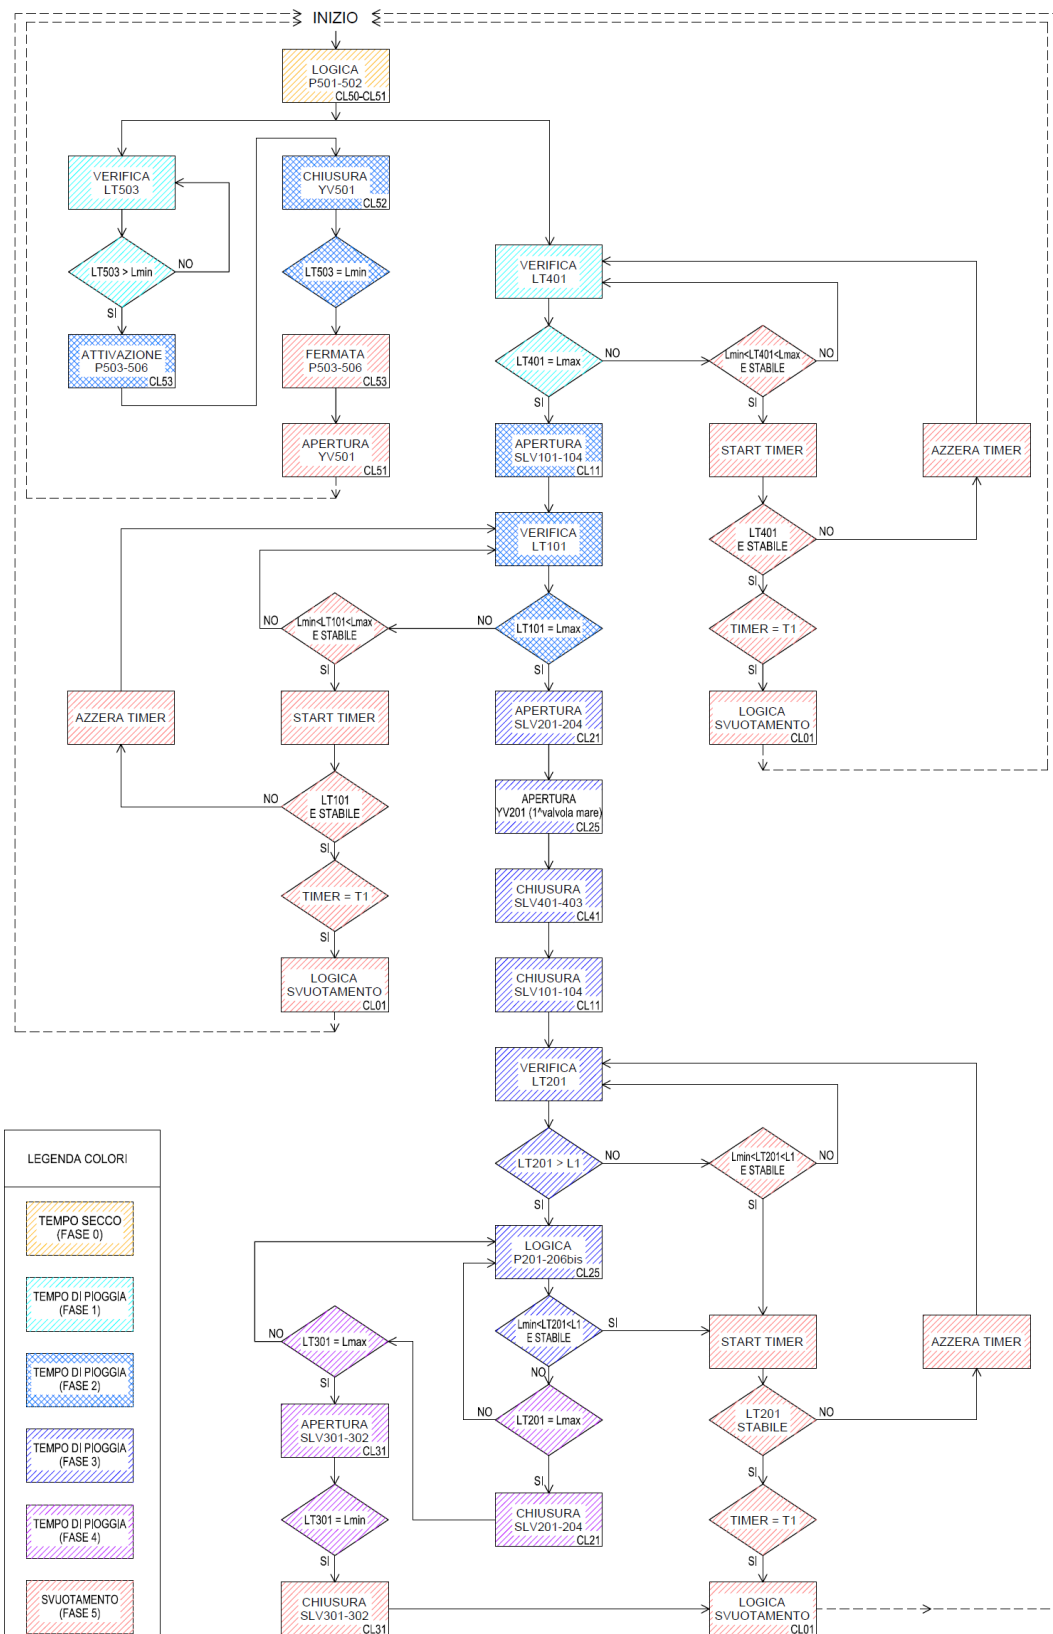 INIZIO
LOGICA
P501-502
CL50-CL51
VERIFICA
LT503
CHIUSURA
YV501
CL52
LT503 > Lmin
NO
SI
LT503 = Lmin
ATTIVAZIONE
P503-506
CL53
FERMATA
P503-506
CL53
APERTURA
YV501
CL51
VERIFICA
LT401
LT401 = Lmax
NO
SI
Lmin<LT401<Lmax
E STABILE
NO
SI
APERTURA
SLV101-104
CL11
START TIMER
AZZERA TIMER
LT401
E STABILE
NO
SI
TIMER = T1
SI
LOGICA
SVUOTAMENTO
CL01
VERIFICA
LT101
LT101 = Lmax
NO
SI
Lmin<LT101<Lmax
E STABILE
NO
SI
AZZERA TIMER
START TIMER
LT101
E STABILE
NO
SI
TIMER = T1
SI
LOGICA
SVUOTAMENTO
CL01
APERTURA
SLV201-204
CL21
APERTURA
YV201 (1^valvola mare)
CL25
CHIUSURA
SLV401-403
CL41
CHIUSURA
SLV101-104
CL11
VERIFICA
LT201
LT201 > L1
NO
SI
Lmin<LT201<L1
E STABILE
NO
SI
LOGICA
P201-206bis
CL25
Lmin<LT201<L1
E STABILE
SI
NO
START TIMER
AZZERA TIMER
LT201
STABILE
NO
SI
TIMER = T1
SI
LOGICA
SVUOTAMENTO
CL01
LT201 = Lmax
NO
SI
CHIUSURA
SLV201-204
CL21
LT301 = Lmax
NO
SI
APERTURA
SLV301-302
CL31
LT301 = Lmin
SI
CHIUSURA
SLV301-302
CL31
LEGENDA COLORI
TEMPO SECCO
(FASE 0)
TEMPO DI PIOGGIA
(FASE 1)
TEMPO DI PIOGGIA
(FASE 2)
TEMPO DI PIOGGIA
(FASE 3)
TEMPO DI PIOGGIA
(FASE 4)
SVUOTAMENTO
(FASE 5)